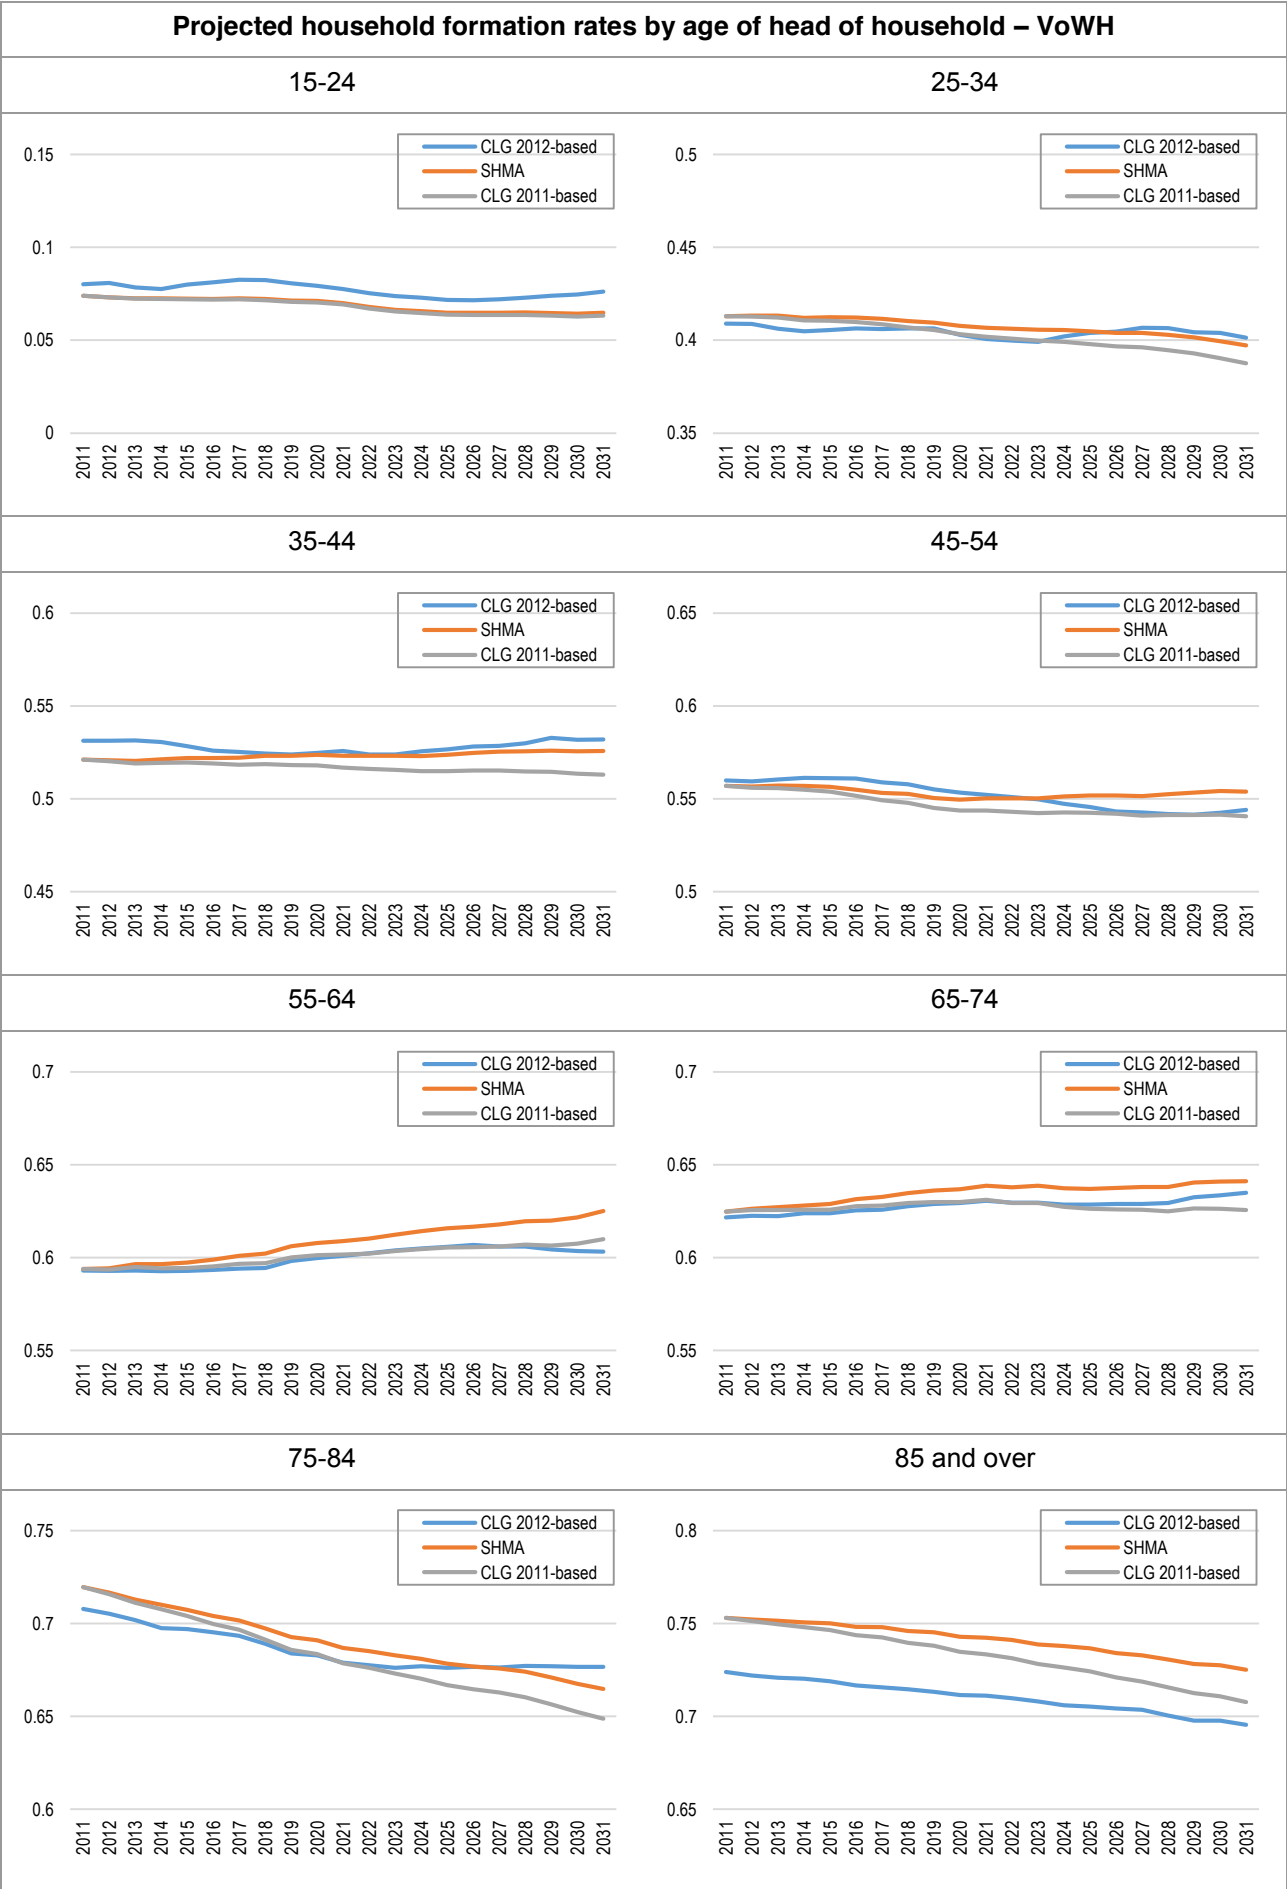 Projected household formation rates by age of head of household – VoWH
15-24
25-34
CLG 2012-based
SHMA
CLG 2011-based
0.15
0.1
0.05
0
2011 2012 2013 2014 2015 2016 2017 2018 2019 2020 2021 2022 2023 2024 2025 2026 2027 2028 2029 2030 2031
CLG 2012-based
SHMA
CLG 2011-based
0.5
0.45
0.4
0.35
2011 2012 2013 2014 2015 2016 2017 2018 2019 2020 2021 2022 2023 2024 2025 2026 2027 2028 2029 2030 2031
35-44
45-54
CLG 2012-based
SHMA
CLG 2011-based
0.6
0.55
0.5
0.45
2011 2012 2013 2014 2015 2016 2017 2018 2019 2020 2021 2022 2023 2024 2025 2026 2027 2028 2029 2030 2031
CLG 2012-based
SHMA
CLG 2011-based
0.65
0.6
0.55
0.5
2011 2012 2013 2014 2015 2016 2017 2018 2019 2020 2021 2022 2023 2024 2025 2026 2027 2028 2029 2030 2031
55-64
65-74
CLG 2012-based
SHMA
CLG 2011-based
0.7
0.65
0.6
0.55
2011 2012 2013 2014 2015 2016 2017 2018 2019 2020 2021 2022 2023 2024 2025 2026 2027 2028 2029 2030 2031
CLG 2012-based
SHMA
CLG 2011-based
0.7
0.65
0.6
0.55
2011 2012 2013 2014 2015 2016 2017 2018 2019 2020 2021 2022 2023 2024 2025 2026 2027 2028 2029 2030 2031
75-84
85 and over
CLG 2012-based
SHMA
CLG 2011-based
0.75
0.7
0.65
0.6
2011 2012 2013 2014 2015 2016 2017 2018 2019 2020 2021 2022 2023 2024 2025 2026 2027 2028 2029 2030 2031
CLG 2012-based
SHMA
CLG 2011-based
0.8
0.75
0.7
0.65
2011 2012 2013 2014 2015 2016 2017 2018 2019 2020 2021 2022 2023 2024 2025 2026 2027 2028 2029 2030 2031